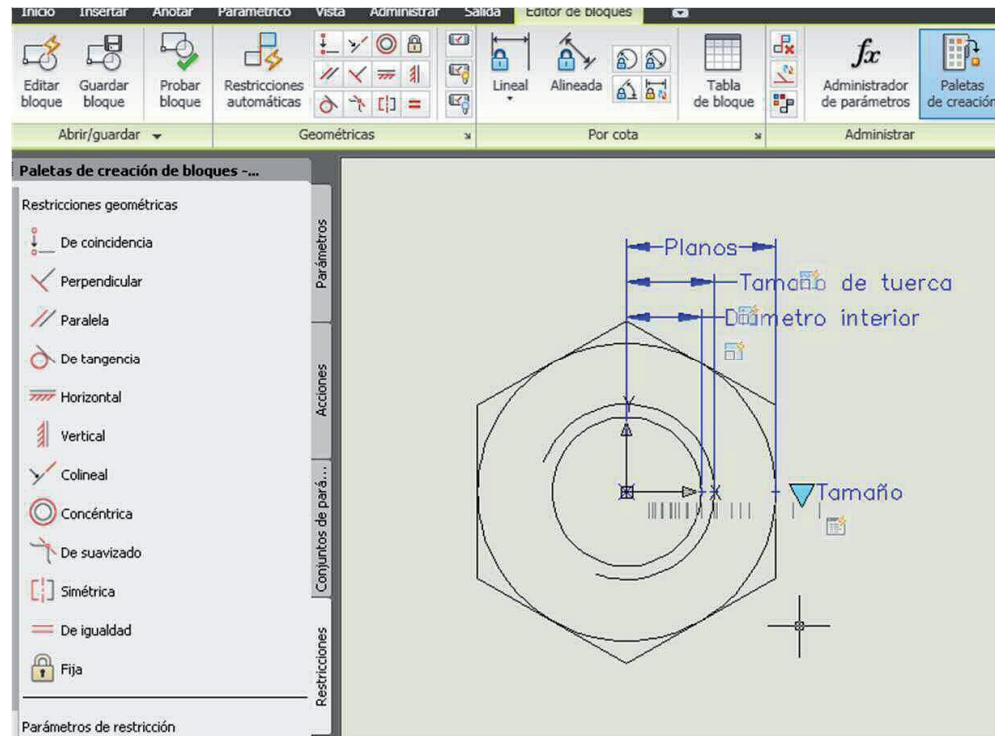 Inicio Insertar Anotar Paramétrico Vista Administrar Salida Editor de bloques
Editar bloque
Guardar bloque
Probar bloque
Restricciones automáticas
Lineal
Alineada
Tabla de bloque
fx
Administrador de parámetros
Paletas de creación
Abrir/guardar
Geométricas
Por cota
Administrar
Paletas de creación de bloques -...
Restricciones geométricas
De coincidencia
Perpendicular
Paralela
De tangencia
Horizontal
Vertical
Colineal
Concéntrica
De suavizado
Simétrica
De igualdad
Fija
Parámetros de restricción
Parámetros
Acciones
Conjuntos de pará...
Restricciones
Planos
Tamaño de tuerca
Diámetro interior
Y
X
Tamaño